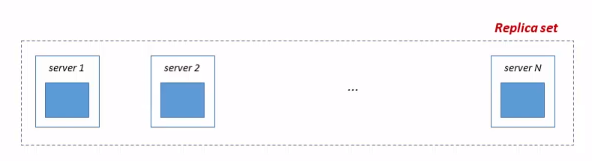 Replica set
server 1
server 2
...
server N